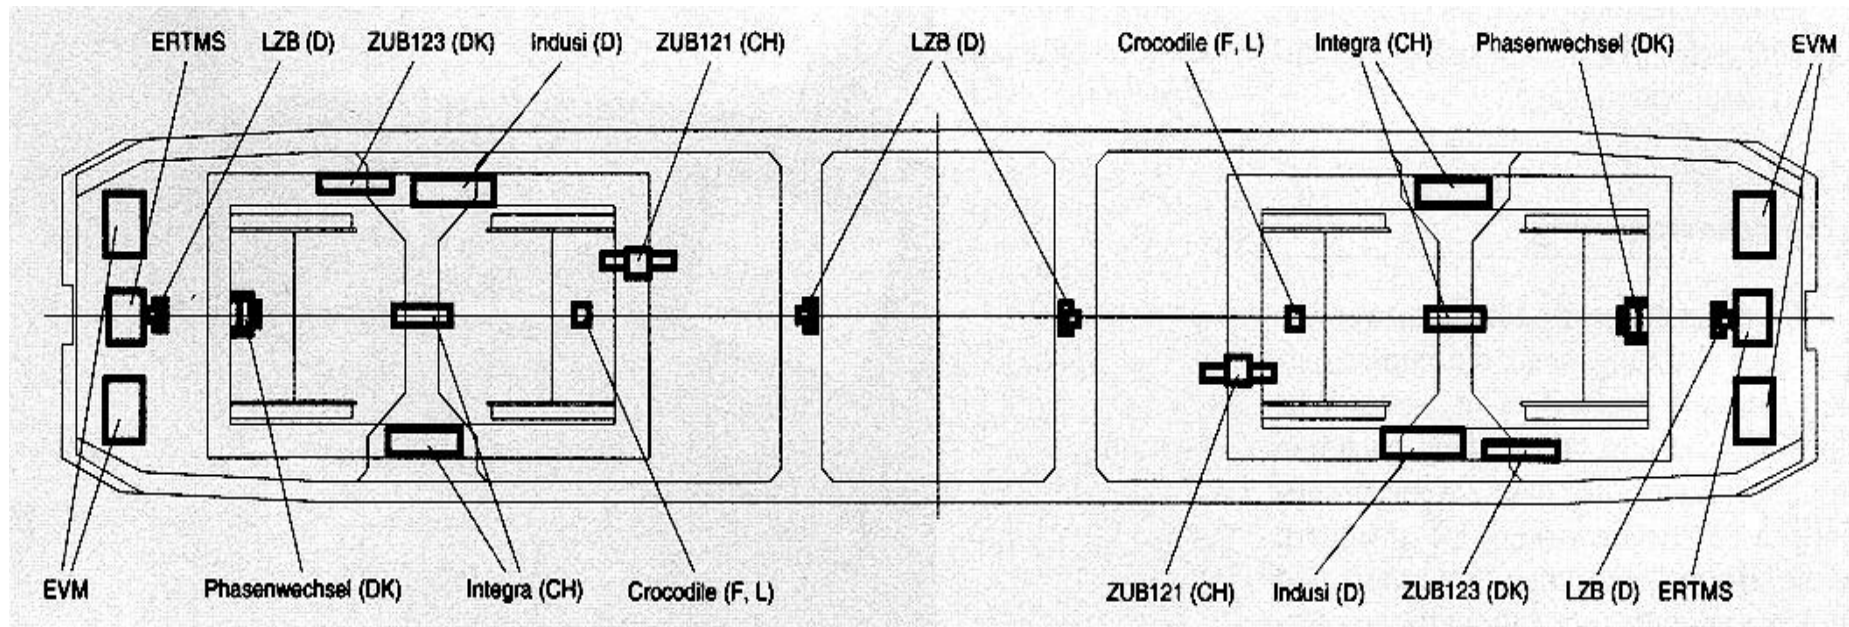 ERTMS LZB (D) ZUB123 (DK) Indusi (D) ZUB121 (CH) LZB (D) Crocodile (F, L) Integra (CH) Phasenwechsel (DK) EVM
EVM Phasenwechsel (DK) Integra (CH) Crocodile (F, L) ZUB121 (CH) Indusi (D) ZUB123 (DK) LZB (D) ERTMS